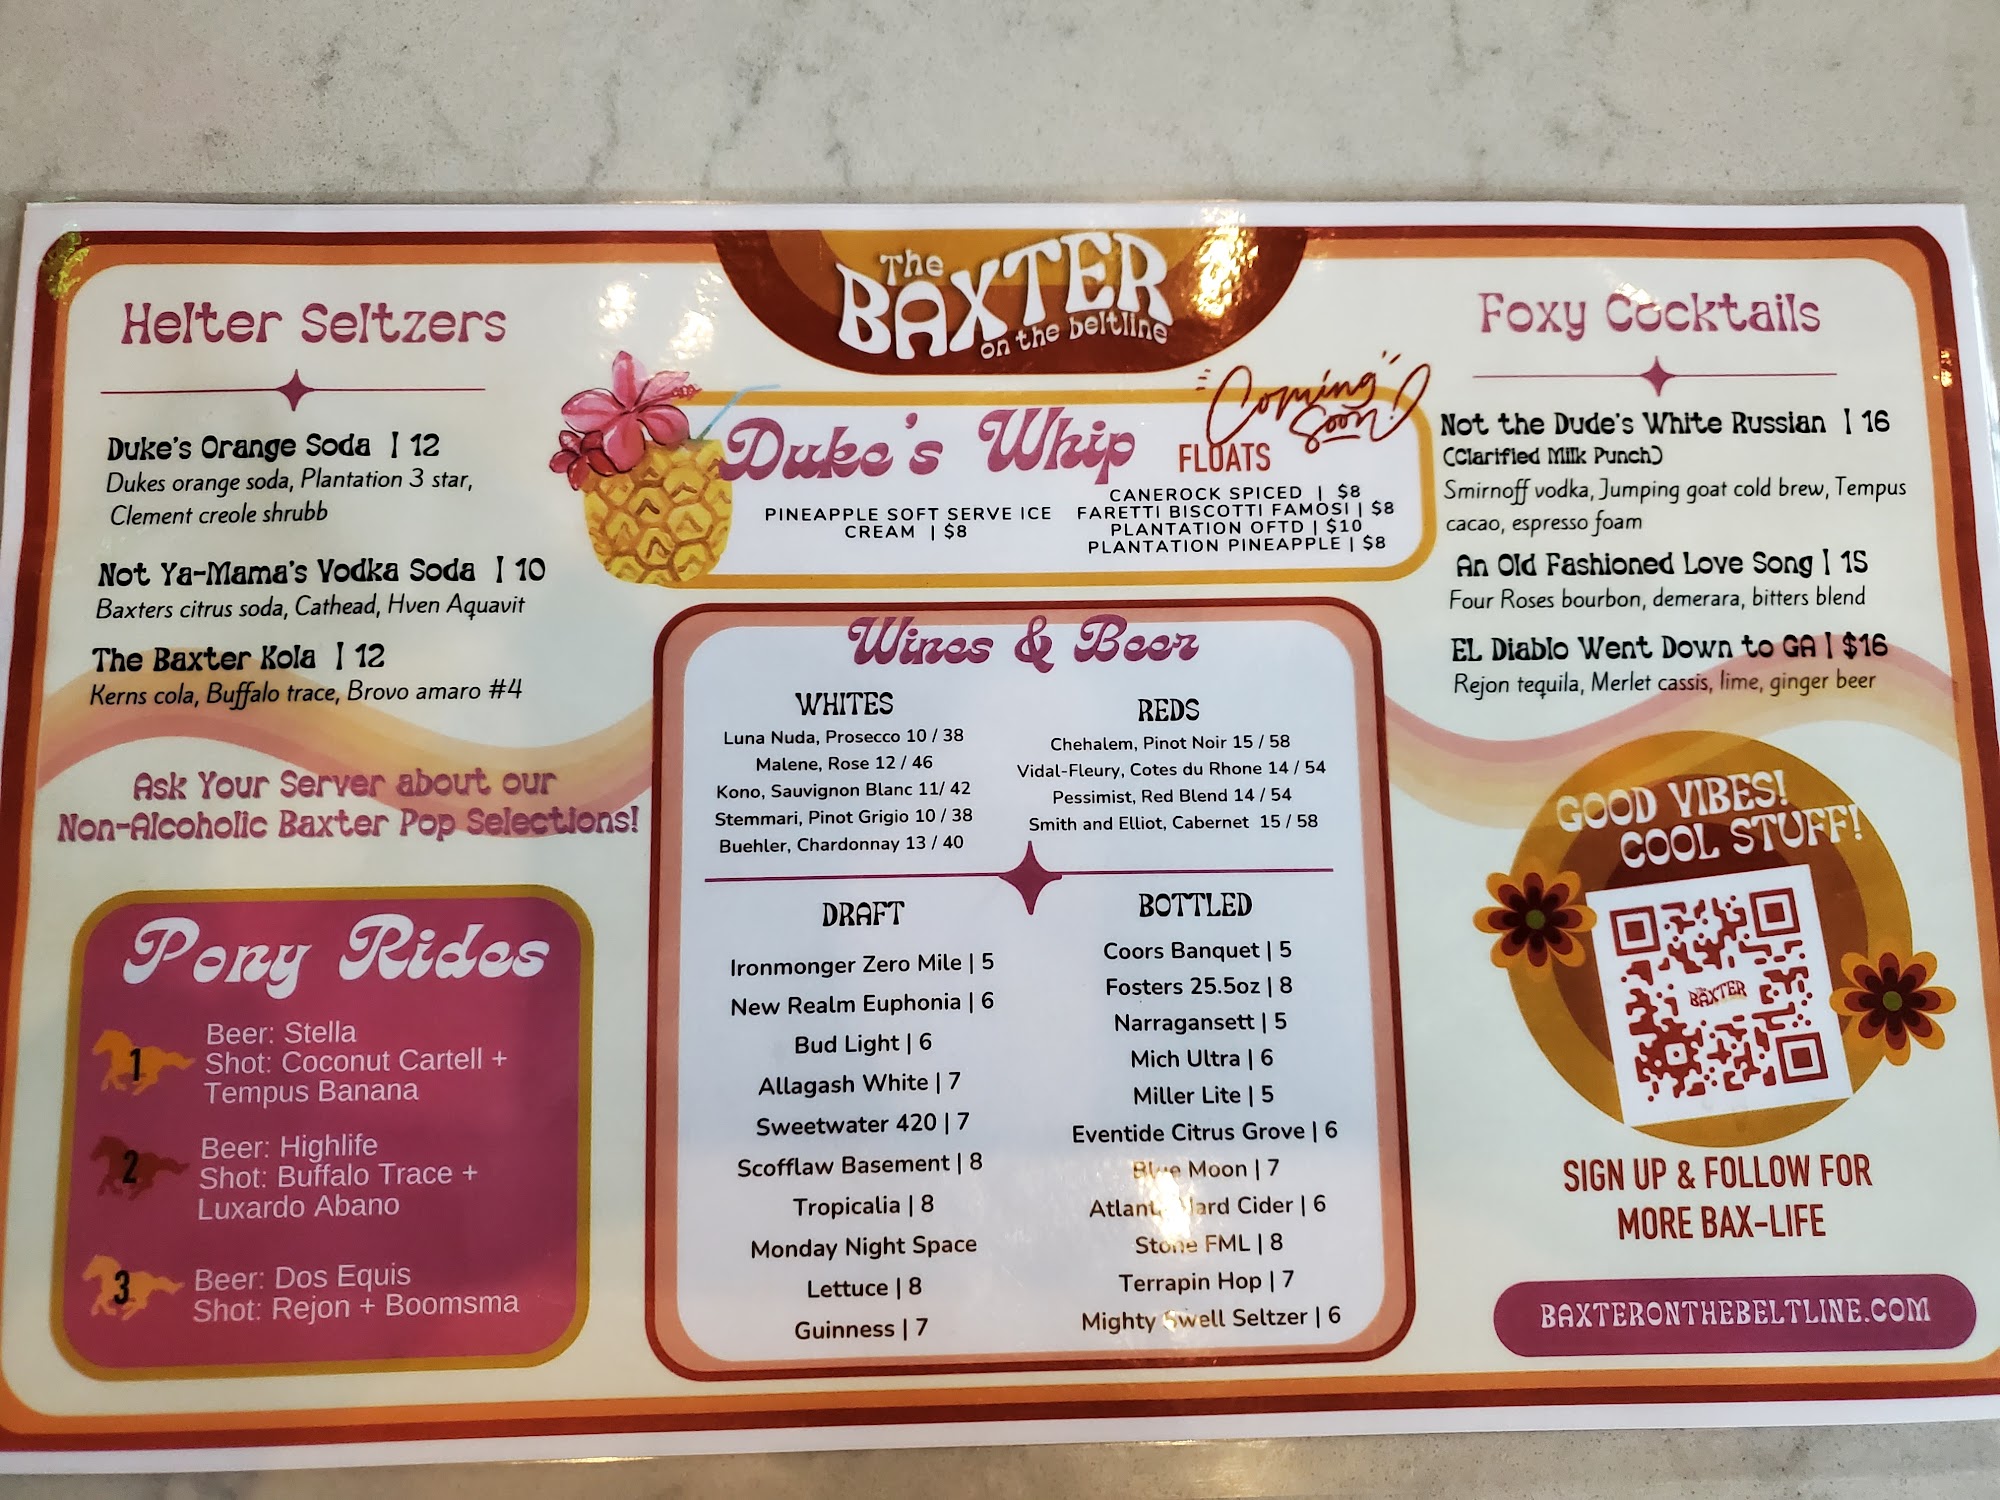 The
BAXTER
on the beltline
Helter Seltzers
Duke's Orange Soda | 12
Dukes orange soda, Plantation 3 star,
Clement creole shrubb
Not Ya-Mama's Vodka Soda | 10
Baxters citrus soda, Cathead, Hven Aquavit
The Baxter Kola | 12
Kerns cola, Buffalo trace, Brovo amaro #4
Ask Your Server about our
Non-Alcoholic Baxter Pop Selections!
Pony Rides
1
Beer: Stella
Shot: Coconut Cartell +
Tempus Banana
2
Beer: Highlife
Shot: Buffalo Trace +
Luxardo Abano
3
Beer: Dos Equis
Shot: Rejon + Boomsma
Duke's Whip
Coming
Soon!
PINEAPPLE SOFT SERVE ICE
CREAM | $8
FLOATS
CANEROCK SPICED | $8
FARETTI BISCOTTI FAMOSI | $8
PLANTATION OFTD | $10
PLANTATION PINEAPPLE | $8
Wines & Beer
WHITES
Luna Nuda, Prosecco 10 / 38
Malene, Rose 12 / 46
Kono, Sauvignon Blanc 11/ 42
Stemmari, Pinot Grigio 10 / 38
Buehler, Chardonnay 13 / 40
REDS
Chehalem, Pinot Noir 15 / 58
Vidal-Fleury, Cotes du Rhone 14 / 54
Pessimist, Red Blend 14 / 54
Smith and Elliot, Cabernet 15 / 58
DRAFT
Ironmonger Zero Mile | 5
New Realm Euphonia | 6
Bud Light | 6
Allagash White | 7
Sweetwater 420 | 7
Scofflaw Basement | 8
Tropicalia | 8
Monday Night Space
Lettuce | 8
Guinness | 7
BOTTLED
Coors Banquet | 5
Fosters 25.5oz | 8
Narragansett | 5
Mich Ultra | 6
Miller Lite | 5
Eventide Citrus Grove | 6
Blue Moon | 7
Cider | 6
Stone FML | 8
Terrapin Hop | 7
Mighty Swell Seltzer | 6
Foxy Cocktails
Not the Dude's White Russian | 16
(Clarified Milk Punch)
Smirnoff vodka, Jumping goat cold brew, Tempus
cacao, espresso foam
An Old Fashioned Love Song | 15
Four Roses bourbon, demerara, bitters blend
EL Diablo Went Down to GA | $16
Rejon tequila, Merlet cassis, lime, ginger beer
GOOD VIBES!
COOL STUFF!
THE
BAXTER
SIGN UP & FOLLOW FOR
MORE BAX-LIFE
BAXTERONTHEBELTLINE.COM